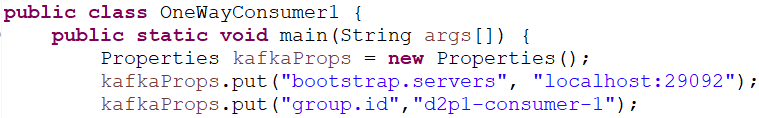 public class OneWayConsumer1 {
public static void main(String args[]) {
Properties kafkaProps = new Properties();
kafkaProps.put("bootstrap.servers", "localhost:29092");
kafkaProps.put("group.id","d2p1-consumer-1");